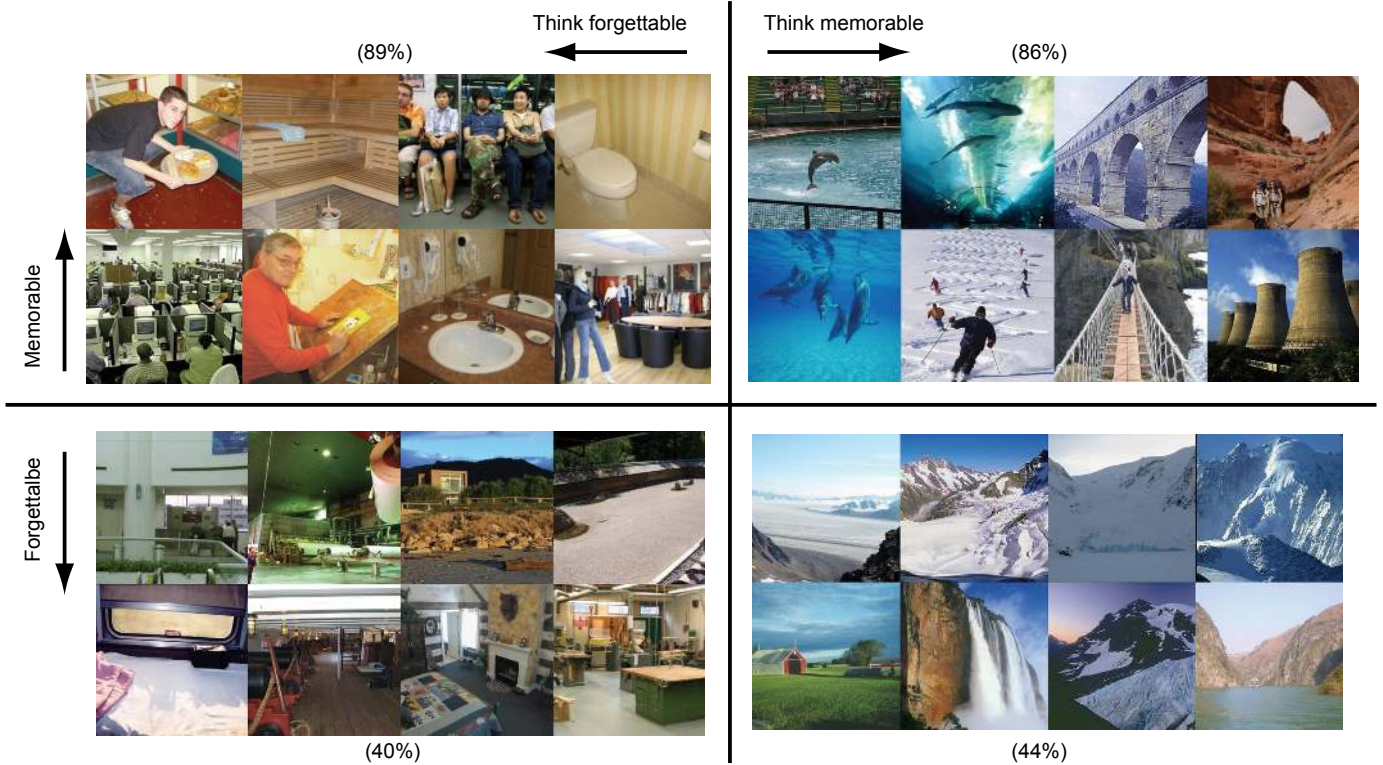 Think forgettable
Think memorable
(89%)
(86%)
Memorable
Forgettalbe
(40%)
(44%)